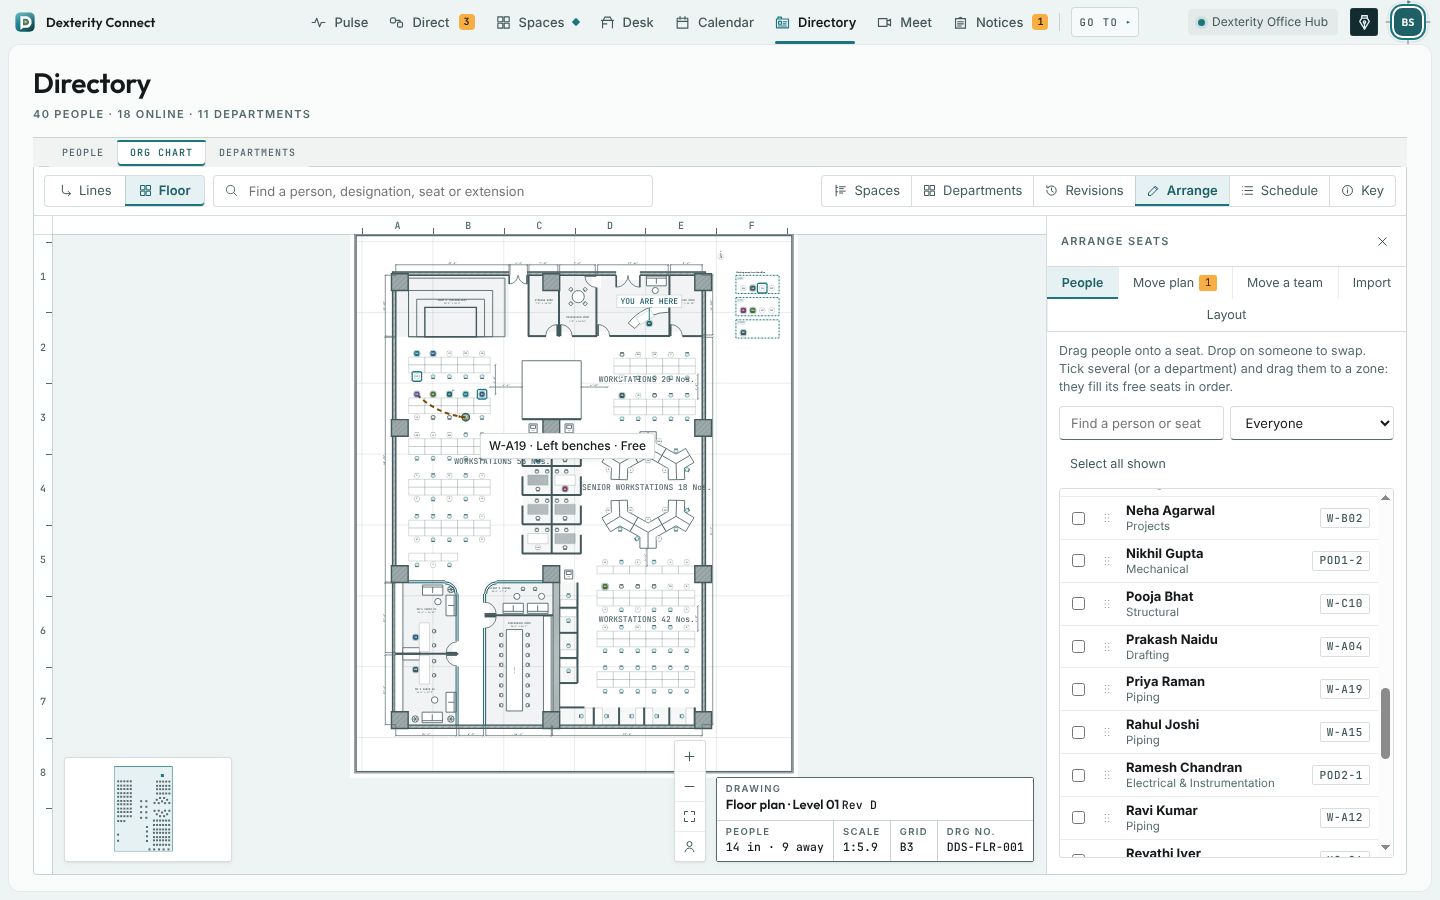 Dexterity Connect
Pulse
Direct 3
Spaces
Desk
Calendar
Directory
Meet
Notices 1
GO TO
Dexterity Office Hub
BS
Directory
40 PEOPLE · 18 ONLINE · 11 DEPARTMENTS
PEOPLE
ORG CHART
DEPARTMENTS
Lines
Floor
Find a person, designation, seat or extension
Spaces
Departments
Revisions
Arrange
Schedule
Key
A B C D E F
1
2
3
4
5
6
7
8
YOU ARE HERE
WORKSTATIONS 20 Nos.
W-A19 · Left benches · Free
WORKSTATIONS 56 Nos.
SENIOR WORKSTATIONS 18 Nos.
WORKSTATIONS 42 Nos.
DRAWING
Floor plan · Level 01 Rev D
PEOPLE
14 in · 9 away
SCALE
1:5.9
GRID
B3
DRG NO.
DDS-FLR-001
ARRANGE SEATS
People
Move plan 1
Move a team
Import
Layout
Drag people onto a seat. Drop on someone to swap.
Tick several (or a department) and drag them to a zone:
they fill its free seats in order.
Find a person or seat
Everyone
Select all shown
Neha Agarwal
Projects
W-B02
Nikhil Gupta
Mechanical
POD1-2
Pooja Bhat
Structural
W-C10
Prakash Naidu
Drafting
W-A04
Priya Raman
Piping
W-A19
Rahul Joshi
Piping
W-A15
Ramesh Chandran
Electrical & Instrumentation
POD2-1
Ravi Kumar
Piping
W-A12
Revathi Iyer